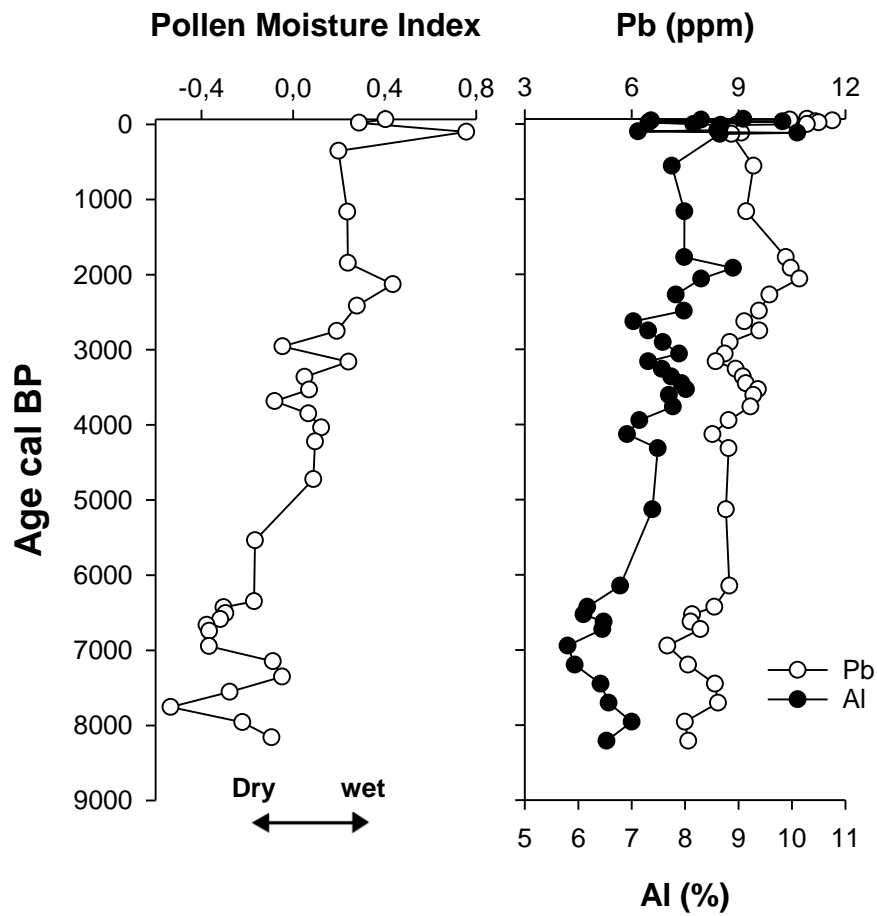 Pollen Moisture Index Pb (ppm)
-0,4 0,0 0,4 0,8 3 6 9 12
0
1000
2000
3000
4000
5000
6000
7000
8000
9000
Age cal BP
Dry wet
Pb
Al
5 6 7 8 9 10 11
Al (%)